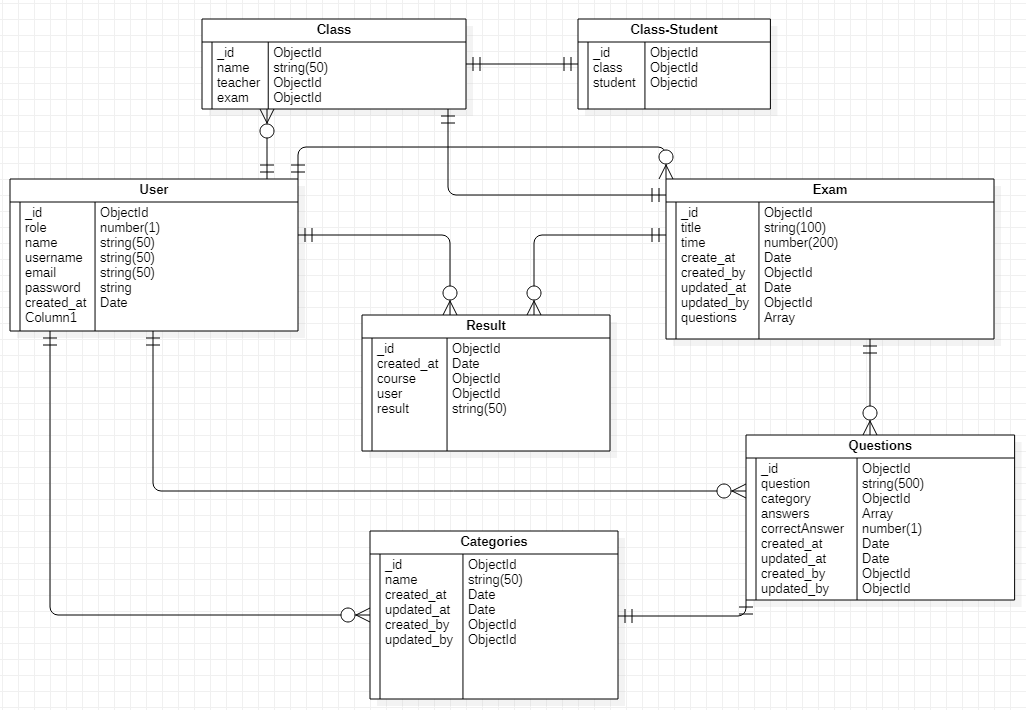 Class
_id ObjectId
name string(50)
teacher ObjectId
exam ObjectId
Class-Student
_id ObjectId
class ObjectId
student Objectid
User
_id ObjectId
role number(1)
name string(50)
username string(50)
email string(50)
password string
created_at Date
Column1
Exam
_id ObjectId
title string(100)
time number(200)
create_at Date
created_by ObjectId
updated_at Date
updated_by ObjectId
questions Array
Result
_id ObjectId
created_at Date
course ObjectId
user ObjectId
result string(50)
Questions
_id ObjectId
question string(500)
category ObjectId
answers Array
correctAnswer number(1)
created_at Date
updated_at Date
created_by ObjectId
updated_by ObjectId
Categories
_id ObjectId
name string(50)
created_at Date
updated_at Date
created_by ObjectId
updated_by ObjectId